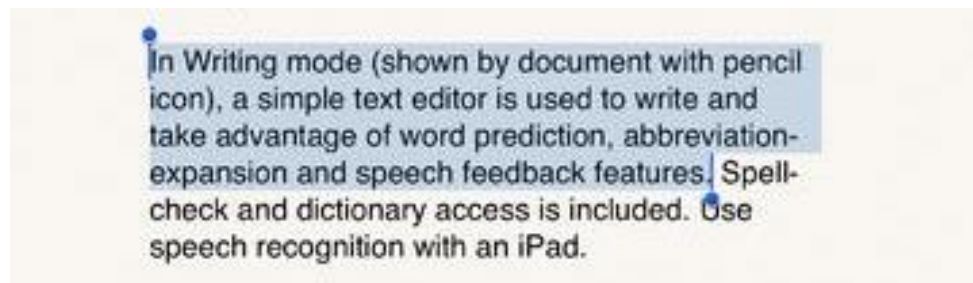 In Writing mode (shown by document with pencil
icon), a simple text editor is used to write and
take advantage of word prediction, abbreviation-
expansion and speech feedback features. Spell-
check and dictionary access is included. Use
speech recognition with an iPad.